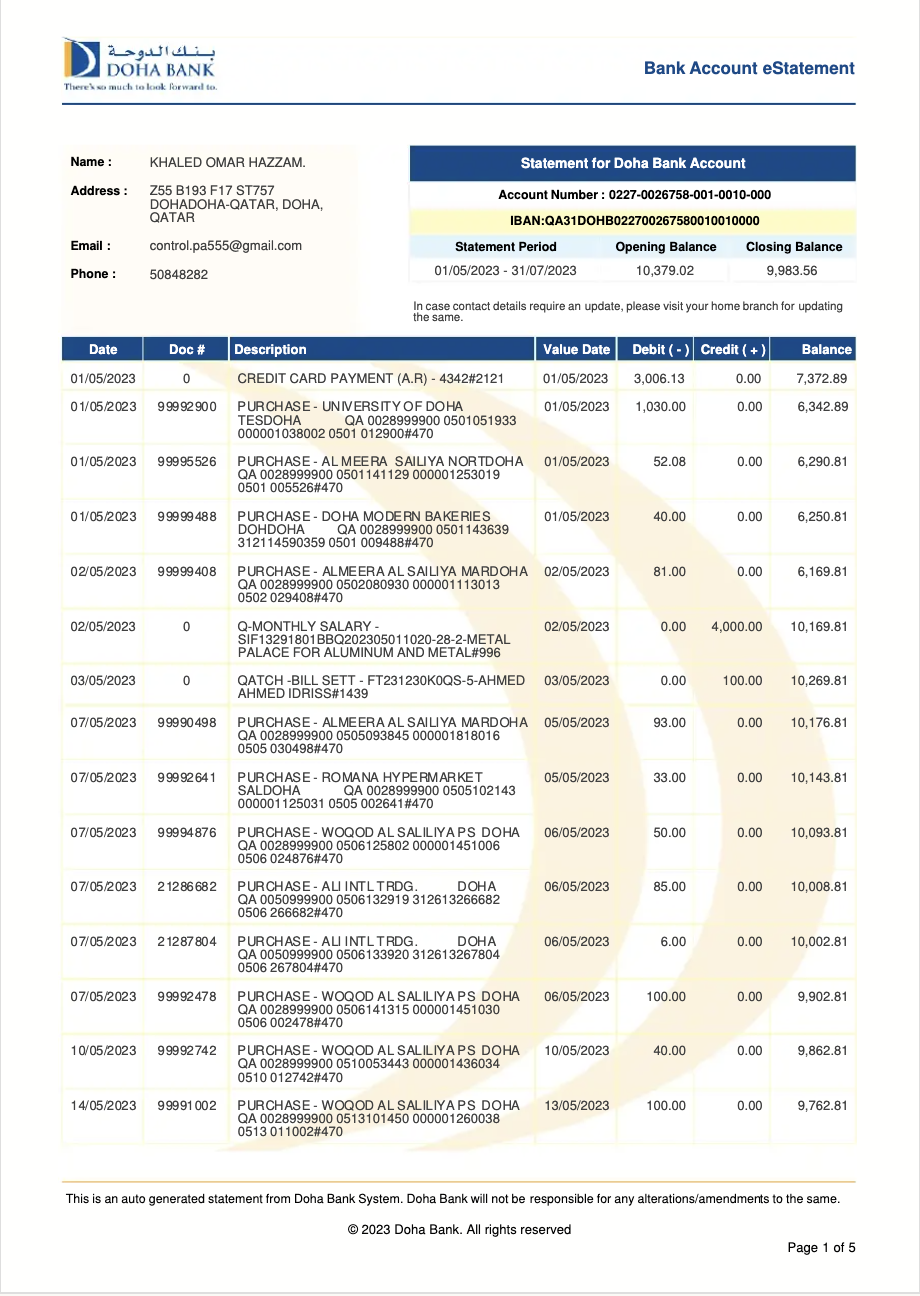 بنك الدوحة
DOHA BANK
There's so much to look forward to.
Bank Account eStatement
Name : KHALED OMAR HAZZAM.
Address : Z55 B193 F17 ST757
DOHADOHA-QATAR, DOHA,
QATAR
Email : control.pa555@gmail.com
Phone : 50848282
Statement for Doha Bank Account
Account Number : 0227-0026758-001-0010-000
IBAN:QA31DOHB022700267580010010000
Statement Period Opening Balance Closing Balance
01/05/2023 - 31/07/2023 10,379.02 9,983.56
In case contact details require an update, please visit your home branch for updating
the same.
Date Doc # Description Value Date Debit ( - ) Credit ( + ) Balance
01/05/2023 0 CREDIT CARD PAYMENT (A.R) - 4342#2121 01/05/2023 3,006.13 0.00 7,372.89
01/05/2023 99992900 PURCHASE - UNIVERSITY OF DOHA 01/05/2023 1,030.00 0.00 6,342.89
TESDOHA QA 0028999900 0501051933
000001038002 0501 012900#470
01/05/2023 99995526 PURCHASE - AL MEERA SAILIYA NORTDOHA 01/05/2023 52.08 0.00 6,290.81
QA 0028999900 0501141129 000001253019
0501 005526#470
01/05/2023 99999488 PURCHASE - DOHA MODERN BAKERIES 01/05/2023 40.00 0.00 6,250.81
DOHDOHA QA 0028999900 0501143639
312114590359 0501 009488#470
02/05/2023 99999408 PURCHASE - ALMEERA AL SAILIYA MARDOHA 02/05/2023 81.00 0.00 6,169.81
QA 0028999900 0502080930 000001113013
0502 029408#470
02/05/2023 0 Q-MONTHLY SALARY - 02/05/2023 0.00 4,000.00 10,169.81
SIF13291801BBQ202305011020-28-2-METAL
PALACE FOR ALUMINUM AND METAL#996
03/05/2023 0 QATCH -BILL SETT - FT231230K0QS-5-AHMED 03/05/2023 0.00 100.00 10,269.81
AHMED IDRISS#1439
07/05/2023 99990498 PURCHASE - ALMEERA AL SAILIYA MARDOHA 05/05/2023 93.00 0.00 10,176.81
QA 0028999900 0505093845 000001818016
0505 030498#470
07/05/2023 99992641 PURCHASE - ROMANA HYPERMARKET 05/05/2023 33.00 0.00 10,143.81
SALDOHA QA 0028999900 0505102143
000001125031 0505 002641#470
07/05/2023 99994876 PURCHASE - WOQOD AL SALILIYA PS DOHA 06/05/2023 50.00 0.00 10,093.81
QA 0028999900 0506125802 000001451006
0506 024876#470
07/05/2023 21286682 PURCHASE - ALI INTL TRDG. DOHA 06/05/2023 85.00 0.00 10,008.81
QA 0050999900 0506132919 312613266682
0506 266682#470
07/05/2023 21287804 PURCHASE - ALI INTL TRDG. DOHA 06/05/2023 6.00 0.00 10,002.81
QA 0050999900 0506133920 312613267804
0506 267804#470
07/05/2023 99992478 PURCHASE - WOQOD AL SALILIYA PS DOHA 06/05/2023 100.00 0.00 9,902.81
QA 0028999900 0506141315 000001451030
0506 002478#470
10/05/2023 99992742 PURCHASE - WOQOD AL SALILIYA PS DOHA 10/05/2023 40.00 0.00 9,862.81
QA 0028999900 0510053443 000001436034
0510 012742#470
14/05/2023 99991002 PURCHASE - WOQOD AL SALILIYA PS DOHA 13/05/2023 100.00 0.00 9,762.81
QA 0028999900 0513101450 000001260038
0513 011002#470
This is an auto generated statement from Doha Bank System. Doha Bank will not be responsible for any alterations/amendments to the same.
© 2023 Doha Bank. All rights reserved
Page 1 of 5